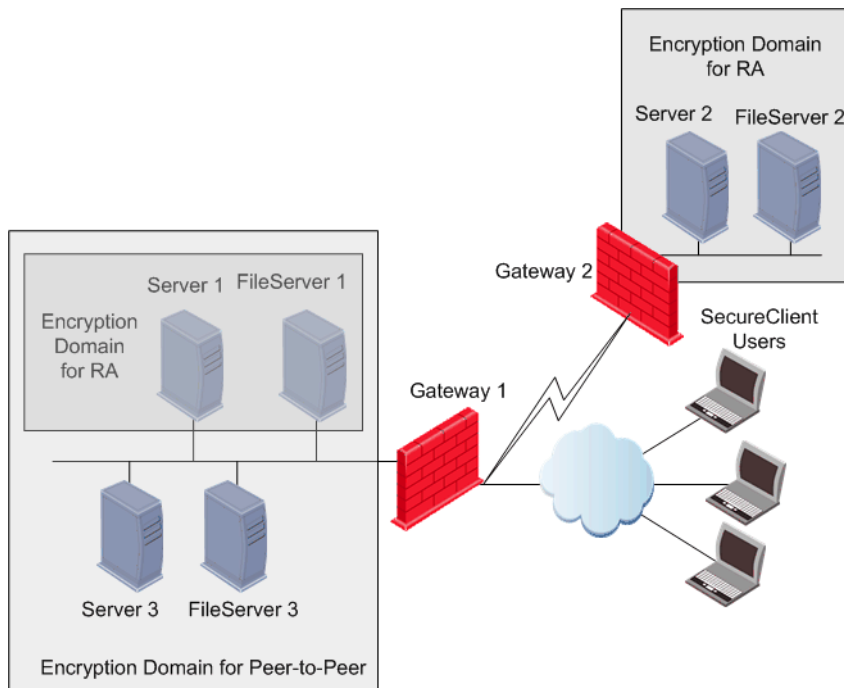 Encryption Domain
for RA
Server 2
FileServer 2
Gateway 2
SecureClient
Users
Server 1
FileServer 1
Encryption
Domain
for RA
Gateway 1
Server 3
FileServer 3
Encryption Domain for Peer-to-Peer